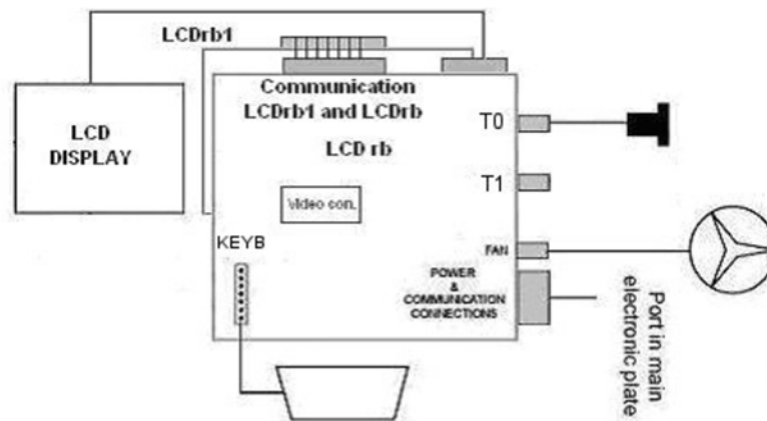 LCDrb1
Communication
LCDrb1 and LCDrb
LCD rb
LCD
DISPLAY
T0
T1
Video con.
KEYB
FAN
POWER
&
COMMUNICATION
CONNECTIONS
Port in main
electronic plate